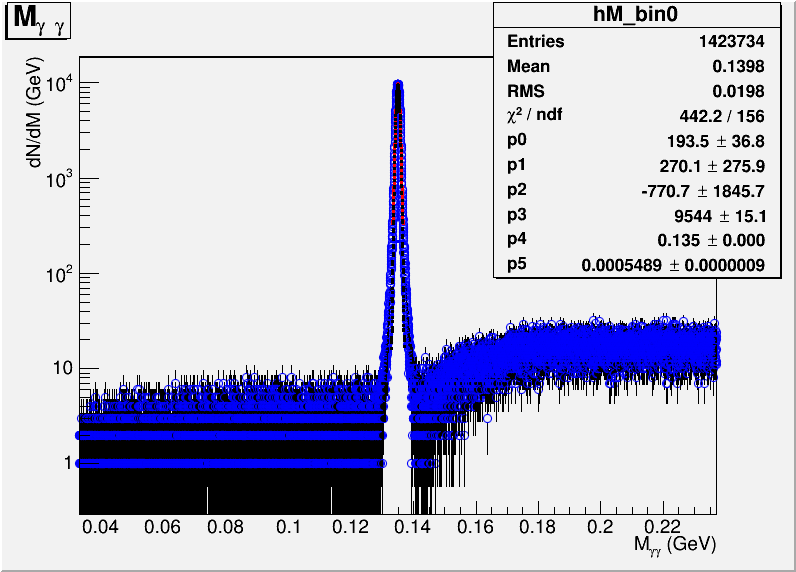 M γ γ
hM_bin0
Entries 1423734
Mean 0.1398
RMS 0.0198
χ² / ndf 442.2 / 156
p0 193.5 ± 36.8
p1 270.1 ± 275.9
p2 -770.7 ± 1845.7
p3 9544 ± 15.1
p4 0.135 ± 0.000
p5 0.0005489 ± 0.0000009
dN/dM (GeV)
10⁴
10³
10²
10
1
0.04 0.06 0.08 0.1 0.12 0.14 0.16 0.18 0.2 0.22
Mγγ (GeV)